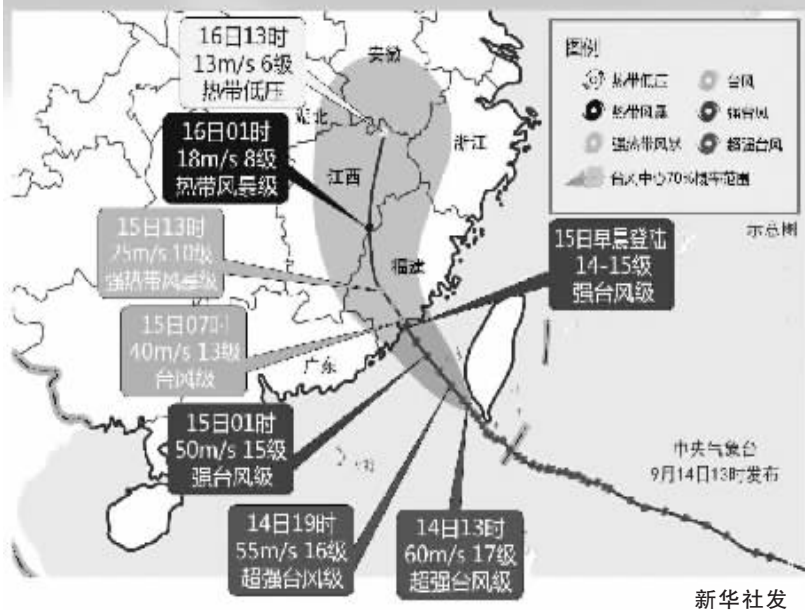 16日13时
13m/s 6级
热带低压
安徽
湖北
浙江
江西
16日01时
18m/s 8级
热带风暴级
图例
热带低压
台风
热带风暴
强台风
强热带风暴
超强台风
台风中心70%概率范围
示意图
15日13时
25m/s 10级
强热带风暴级
福建
15日早晨登陆
14-15级
强台风级
15日07时
40m/s 13级
台风级
广东
15日01时
50m/s 15级
强台风级
中央气象台
9月14日13时发布
14日19时
55m/s 16级
超强台风级
14日13时
60m/s 17级
超强台风级
新华社发